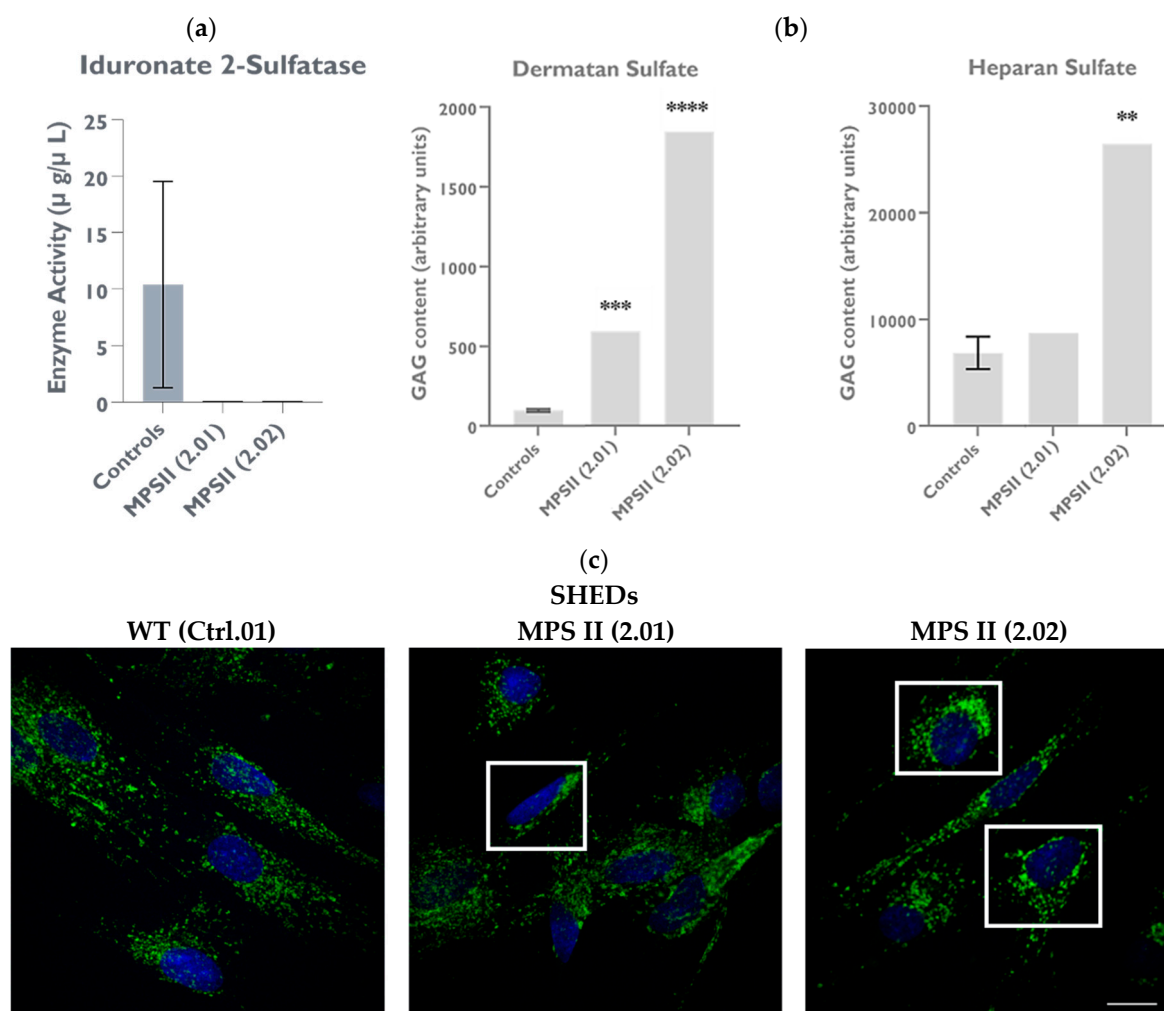 (a)
(b)
Iduronate 2-Sulfatase
Enzyme Activity (µ g/µ L)
25
20
15
10
5
0
Controls
MPSII (2.01)
MPSII (2.02)
Dermatan Sulfate
GAG content (arbitrary units)
2000
1500
1000
500
0
***
****
Controls
MPSII (2.01)
MPSII (2.02)
Heparan Sulfate
GAG content (arbitrary units)
30000
20000
10000
0
**
Controls
MPSII (2.01)
MPSII (2.02)
(c)
SHEDs
WT (Ctrl.01)
MPS II (2.01)
MPS II (2.02)